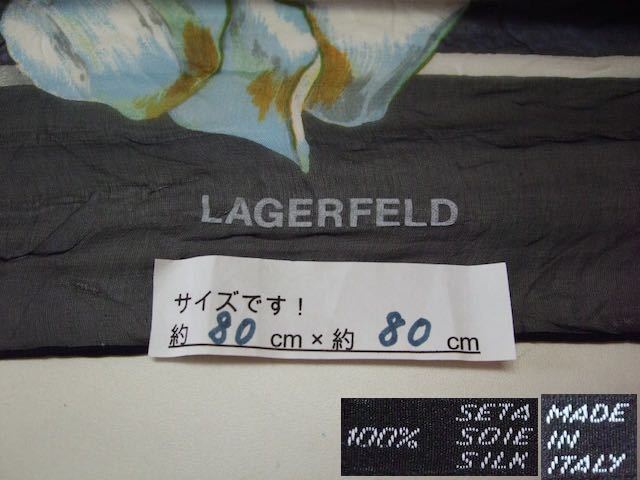 LAGERFELD
サイズです！
約 80 cm × 約 80 cm
100%
SETA
SOIE
SILK
MADE
IN
ITALY